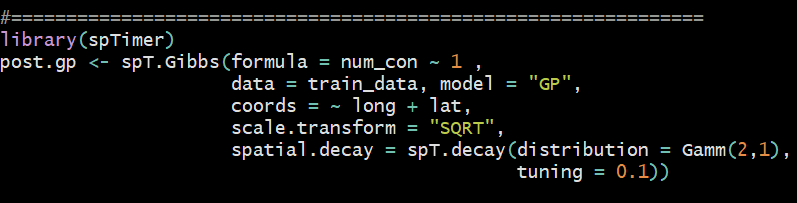 #===============================================================
library(spTimer)
post.gp <- spT.Gibbs(formula = num_con ~ 1 ,
                     data = train_data, model = "GP",
                     coords = ~ long + lat,
                     scale.transform = "SQRT",
                     spatial.decay = spT.decay(distribution = Gamm(2,1),
                                               tuning = 0.1))